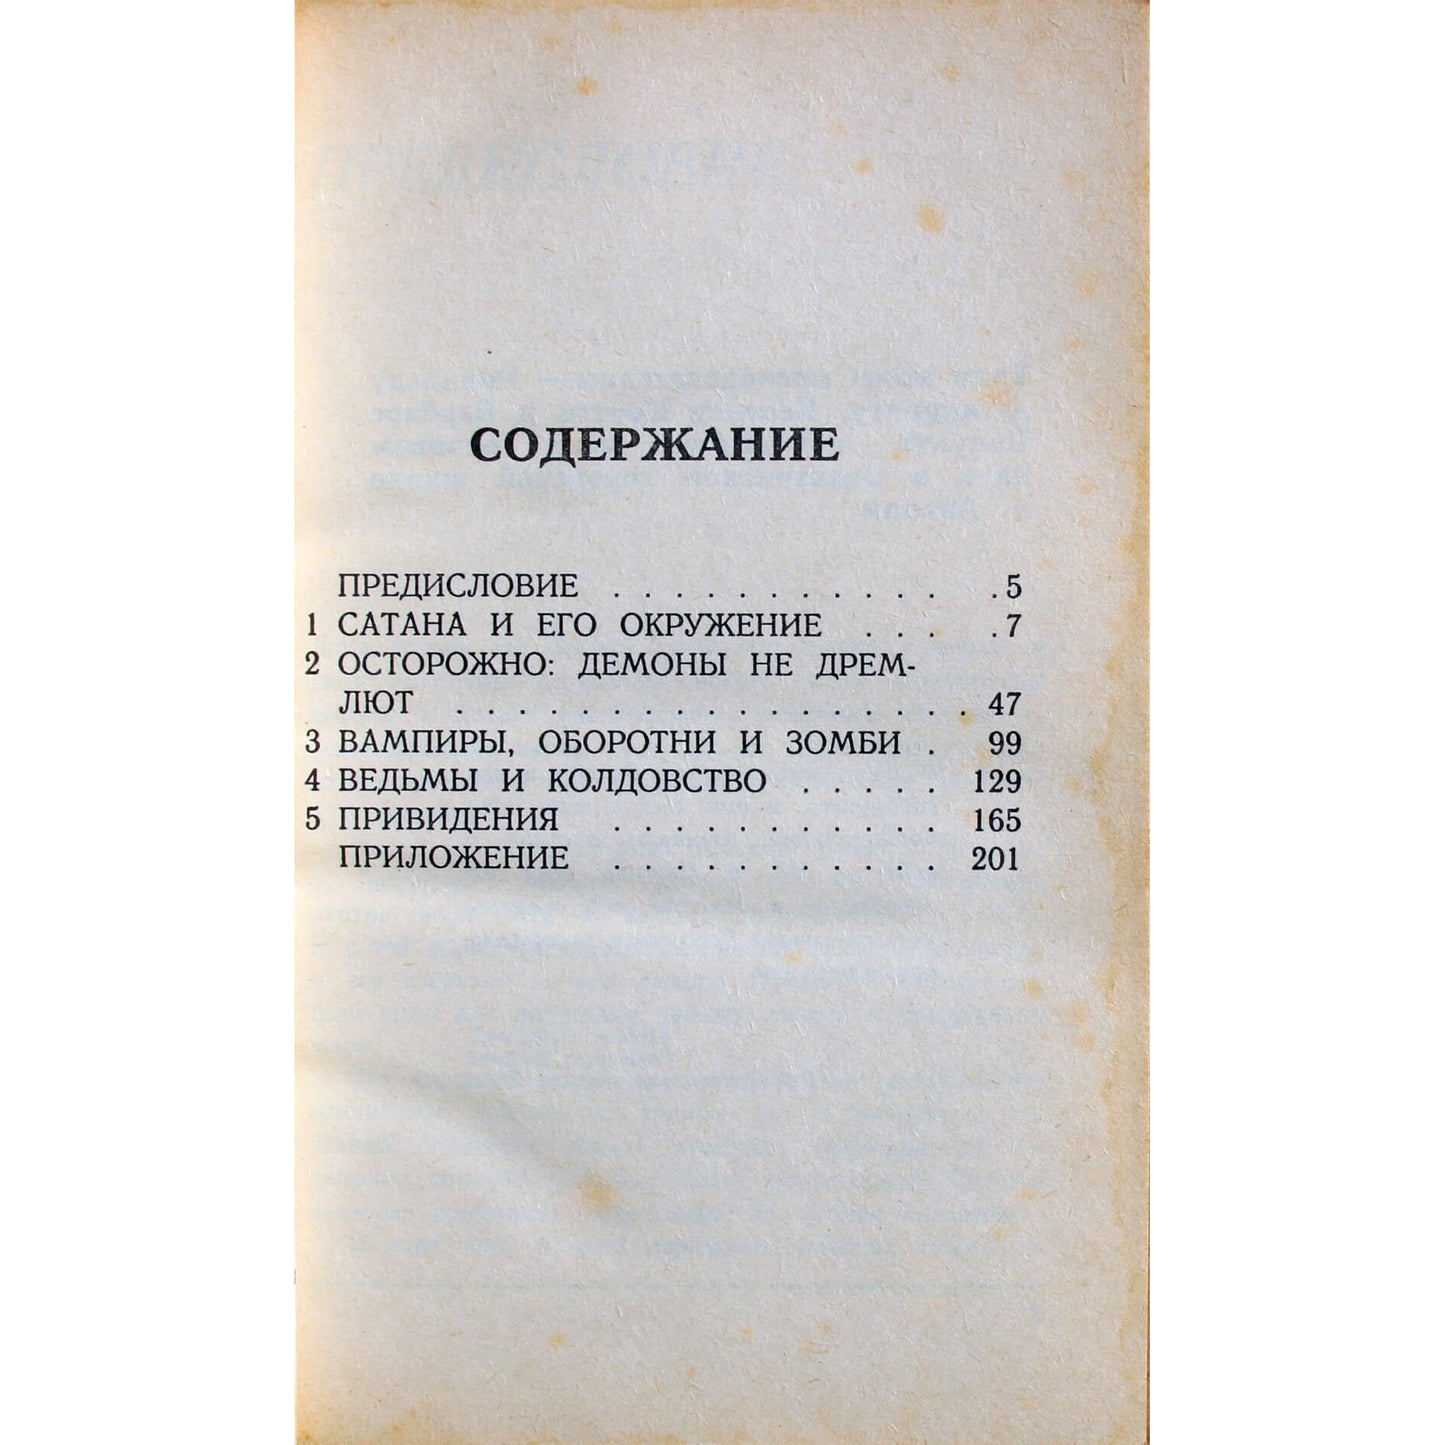 СОДЕРЖАНИЕ
ПРЕДИСЛОВИЕ . . . . . . . . . . . . 5
1 САТАНА И ЕГО ОКРУЖЕНИЕ . . . . 7
2 ОСТОРОЖНО: ДЕМОНЫ НЕ ДРЕМ-
ЛЮТ . . . . . . . . . . . . . . . . . 47
3 ВАМПИРЫ, ОБОРОТНИ И ЗОМБИ . 99
4 ВЕДЬМЫ И КОЛДОВСТВО . . . . . 129
5 ПРИВИДЕНИЯ . . . . . . . . . . . 165
ПРИЛОЖЕНИЕ . . . . . . . . . . . 201